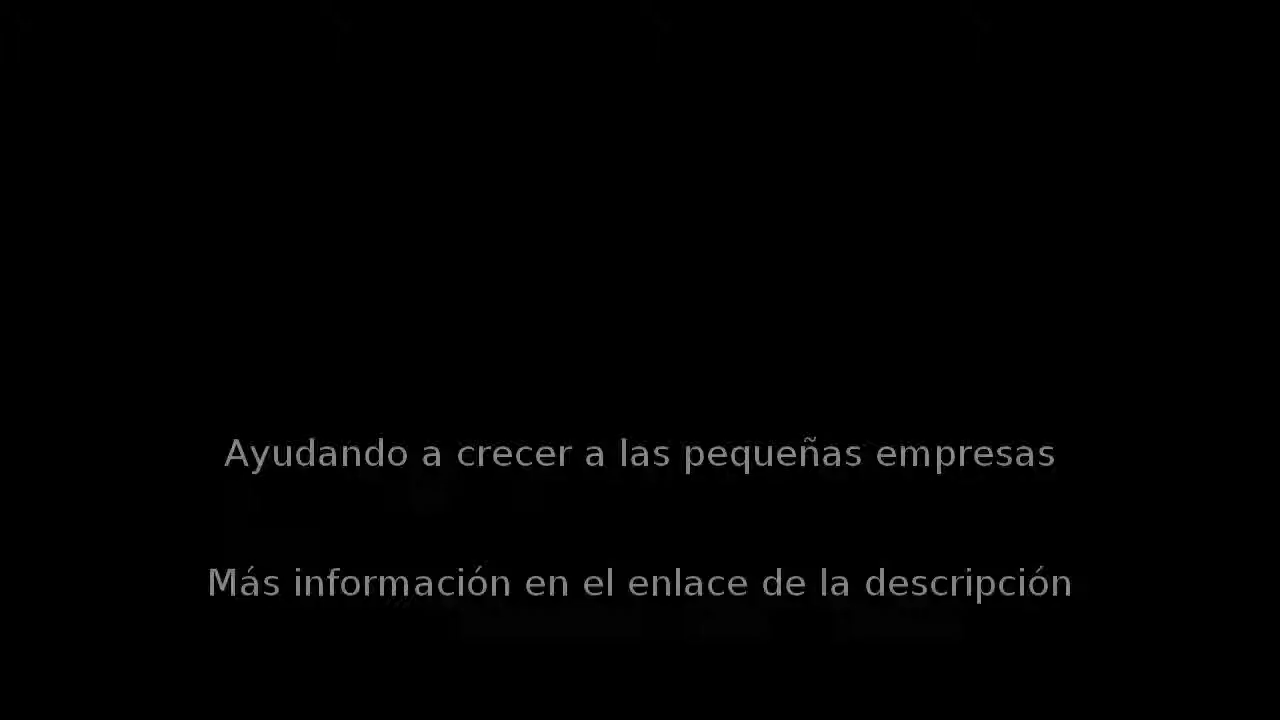 Ayudando a crecer a las pequeñas empresas
Más información en el enlace de la descripción